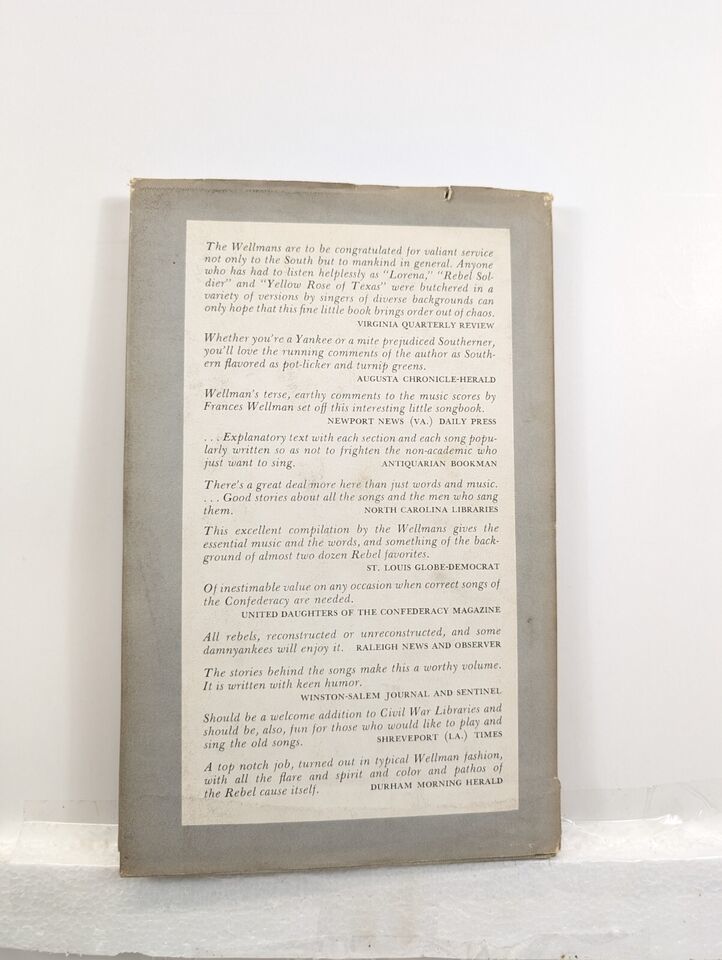 The Wellmans are to be congratulated for valiant service
not only to the South but to mankind in general. Anyone
who has had to listen helplessly as "Lorena," "Rebel Sol-
dier" and "Yellow Rose of Texas" were butchered in a
variety of versions by singers of diverse backgrounds can
only hope that this fine little book brings order out of chaos.
VIRGINIA QUARTERLY REVIEW
Whether you're a Yankee or a mite prejudiced Southerner,
you'll love the running comments of the author as South-
ern flavored as pot-licker and turnip greens.
AUGUSTA CHRONICLE-HERALD
Wellman's terse, earthy comments to the music scores by
Frances Wellman set off this interesting little songbook.
NEWPORT NEWS (VA.) DAILY PRESS
. . . Explanatory text with each section and each song popu-
larly written so as not to frighten the non-academic who
just want to sing. ANTIQUARIAN BOOKMAN
There's a great deal more here than just words and music.
. . . Good stories about all the songs and the men who sang
them. NORTH CAROLINA LIBRARIES
This excellent compilation by the Wellmans gives the
essential music and the words, and something of the back-
ground of almost two dozen Rebel favorites.
ST. LOUIS GLOBE-DEMOCRAT
Of inestimable value on any occasion when correct songs of
the Confederacy are needed.
UNITED DAUGHTERS OF THE CONFEDERACY MAGAZINE
All rebels, reconstructed or unreconstructed, and some
damnyankees will enjoy it. RALEIGH NEWS AND OBSERVER
The stories behind the songs make this a worthy volume.
It is written with keen humor.
WINSTON-SALEM JOURNAL AND SENTINEL
Should be a welcome addition to Civil War Libraries and
should be, also, fun for those who would like to play and
sing the old songs. SHREVEPORT (LA.) TIMES
A top notch job, turned out in typical Wellman fashion,
with all the flare and spirit and color and pathos of
the Rebel cause itself. DURHAM MORNING HERALD